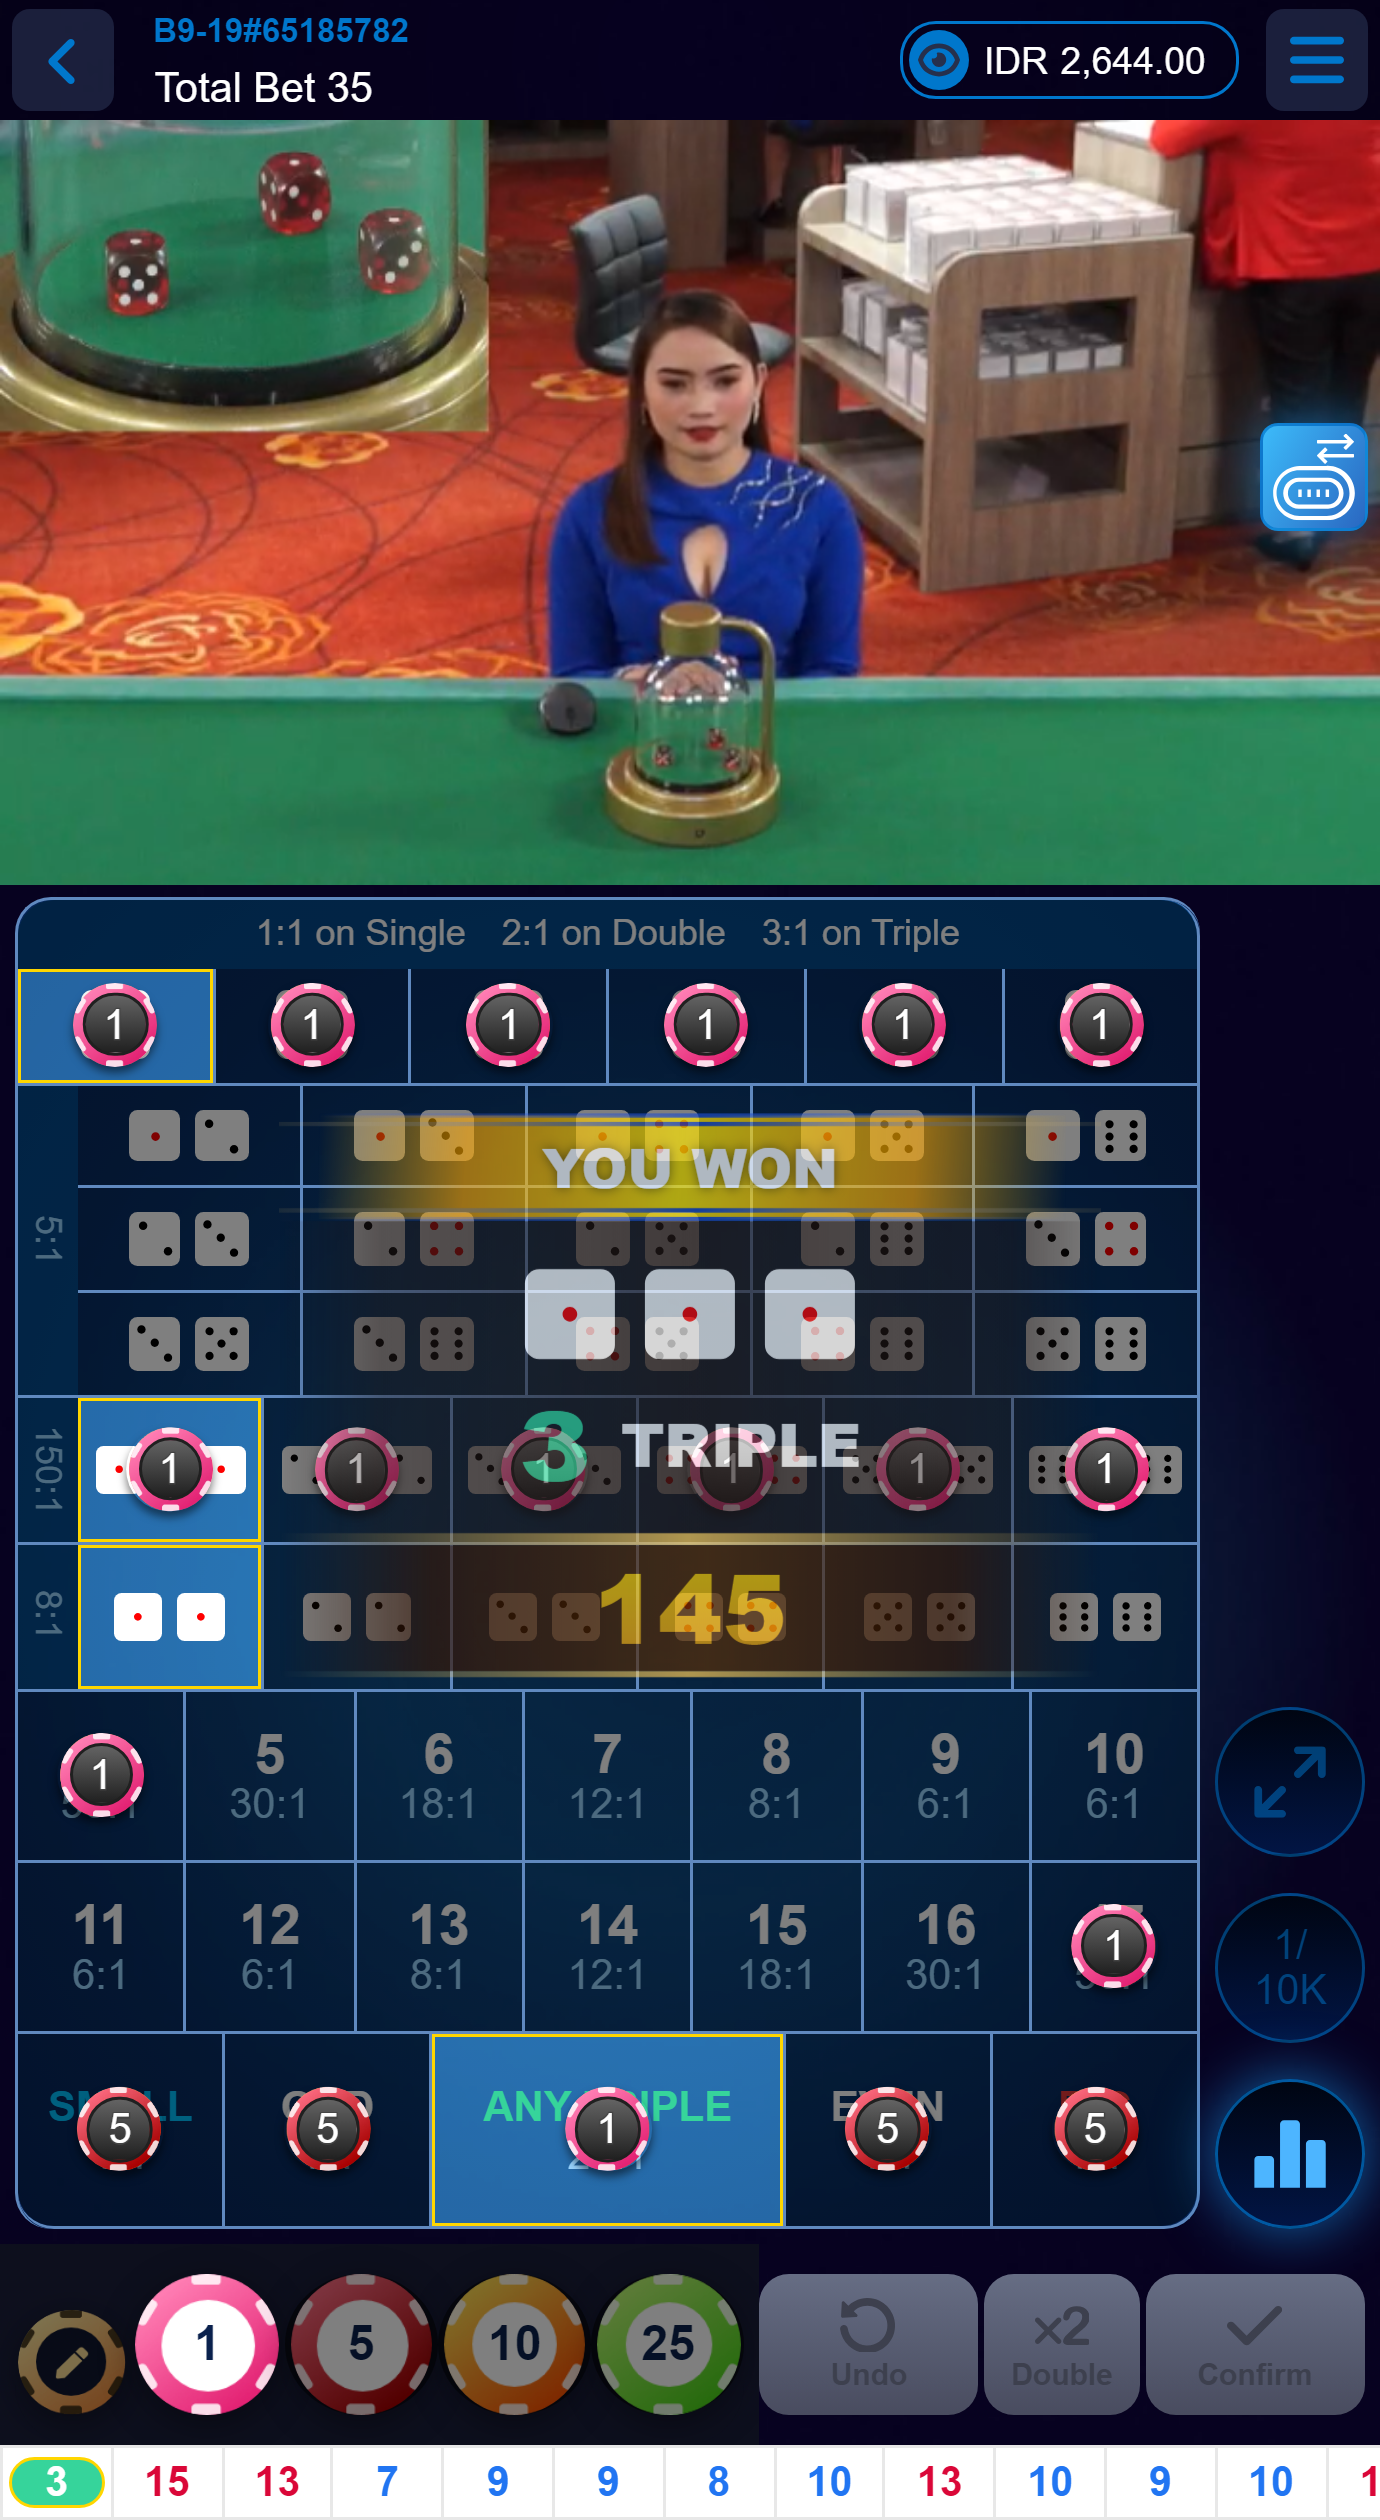 B9-19#65185782
Total Bet 35
IDR 2,644.00
1:1 on Single 2:1 on Double 3:1 on Triple
1 1 1 1 1 1
YOU WON
5:1
3 TRIPLE
150:1
1 1 1 1 1 1
8:1
145
1 5 6 7 8 9 10
30:1 18:1 12:1 8:1 6:1 6:1
11 12 13 14 15 16
1
6:1 6:1 8:1 12:1 18:1 30:1
1/
10K
ANY TRIPLE
5 5 1 5 5
1 5 10 25
x2
Undo Double Confirm
3 15 13 7 9 9 8 10 13 10 9 10